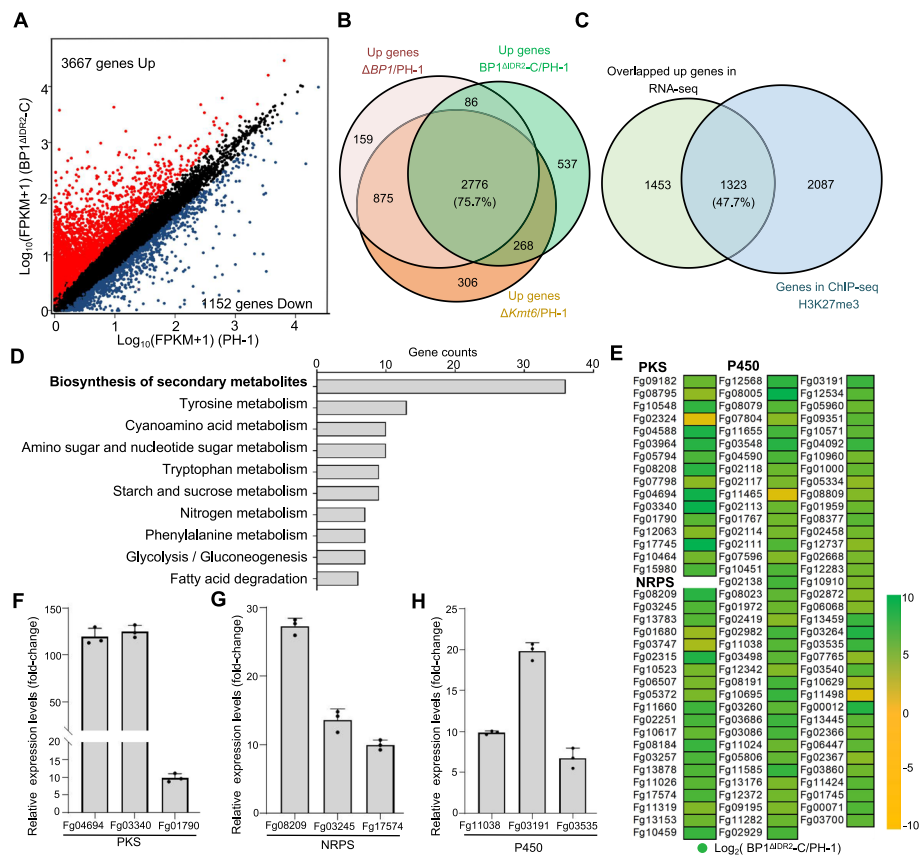 A
3667 genes Up
1152 genes Down
Log10(FPKM+1) (BP1ΔIDR2-C)
4
3
2
1
0
0 1 2 3 4
Log10(FPKM+1) (PH-1)
B
Up genes
ΔBP1/PH-1
Up genes
BP1ΔIDR2-C/PH-1
86
159
537
875
2776
(75.7%)
268
306
Up genes
ΔKmt6/PH-1
C
Overlapped up genes in
RNA-seq
1453
1323
(47.7%)
2087
Genes in ChIP-seq
H3K27me3
D
Gene counts
0 10 20 30 40
Biosynthesis of secondary metabolites
Tyrosine metabolism
Cyanoamino acid metabolism
Amino sugar and nucleotide sugar metabolism
Tryptophan metabolism
Starch and sucrose metabolism
Nitrogen metabolism
Phenylalanine metabolism
Glycolysis / Gluconeogenesis
Fatty acid degradation
E
PKS P450
Fg09182 Fg12568 Fg03191
Fg08795 Fg08005 Fg12534
Fg10548 Fg08079 Fg05960
Fg02324 Fg07804 Fg09351
Fg04588 Fg11655 Fg10571
Fg03964 Fg03548 Fg04092
Fg05794 Fg04590 Fg10960
Fg08208 Fg02118 Fg01000
Fg07798 Fg02117 Fg05334
Fg04694 Fg11465 Fg08809
Fg03340 Fg02113 Fg01959
Fg01790 Fg01767 Fg08377
Fg12063 Fg02114 Fg02458
Fg17745 Fg02111 Fg12737
Fg10464 Fg07596 Fg02668
Fg15980 Fg10451 Fg12283
NRPS Fg02138 Fg10910
Fg08209 Fg08023 Fg02872
Fg03245 Fg01972 Fg06068
Fg13783 Fg02419 Fg13459
Fg01680 Fg02982 Fg03264
Fg03747 Fg11038 Fg03535
Fg02315 Fg03498 Fg07765
Fg10523 Fg12342 Fg03540
Fg06507 Fg08191 Fg10629
Fg05372 Fg10695 Fg11498
Fg11660 Fg03260 Fg00012
Fg02251 Fg03686 Fg13445
Fg10617 Fg03086 Fg02366
Fg08184 Fg11024 Fg06447
Fg03257 Fg05806 Fg02367
Fg13878 Fg11585 Fg03860
Fg11026 Fg13176 Fg11424
Fg17574 Fg12372 Fg01745
Fg11319 Fg09195 Fg00071
Fg13153 Fg11282 Fg03700
Fg10459 Fg02929
10
5
0
-5
-10
Log2( BP1ΔIDR2-C/PH-1)
F
Relative expression levels (fold-change)
150
100
50
20
15
10
5
0
Fg04694 Fg03340 Fg01790
PKS
G
Relative expression levels (fold-change)
30
20
10
0
Fg08209 Fg03245 Fg17574
NRPS
H
Relative expression levels (fold-change)
25
20
15
10
5
0
Fg11038 Fg03191 Fg03535
P450